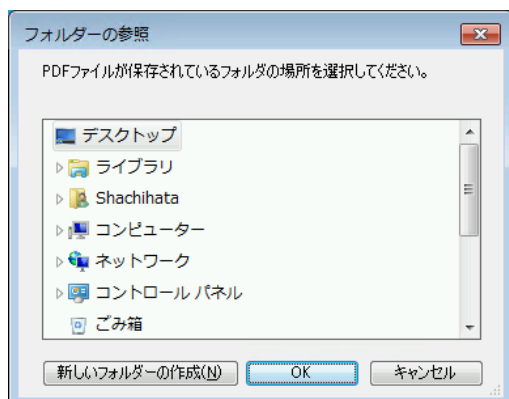 フォルダーの参照
PDFファイルが保存されているフォルダの場所を選択してください。
デスクトップ
ライブラリ
Shachihata
コンピューター
ネットワーク
コントロール パネル
ごみ箱
新しいフォルダーの作成(N) OK キャンセル